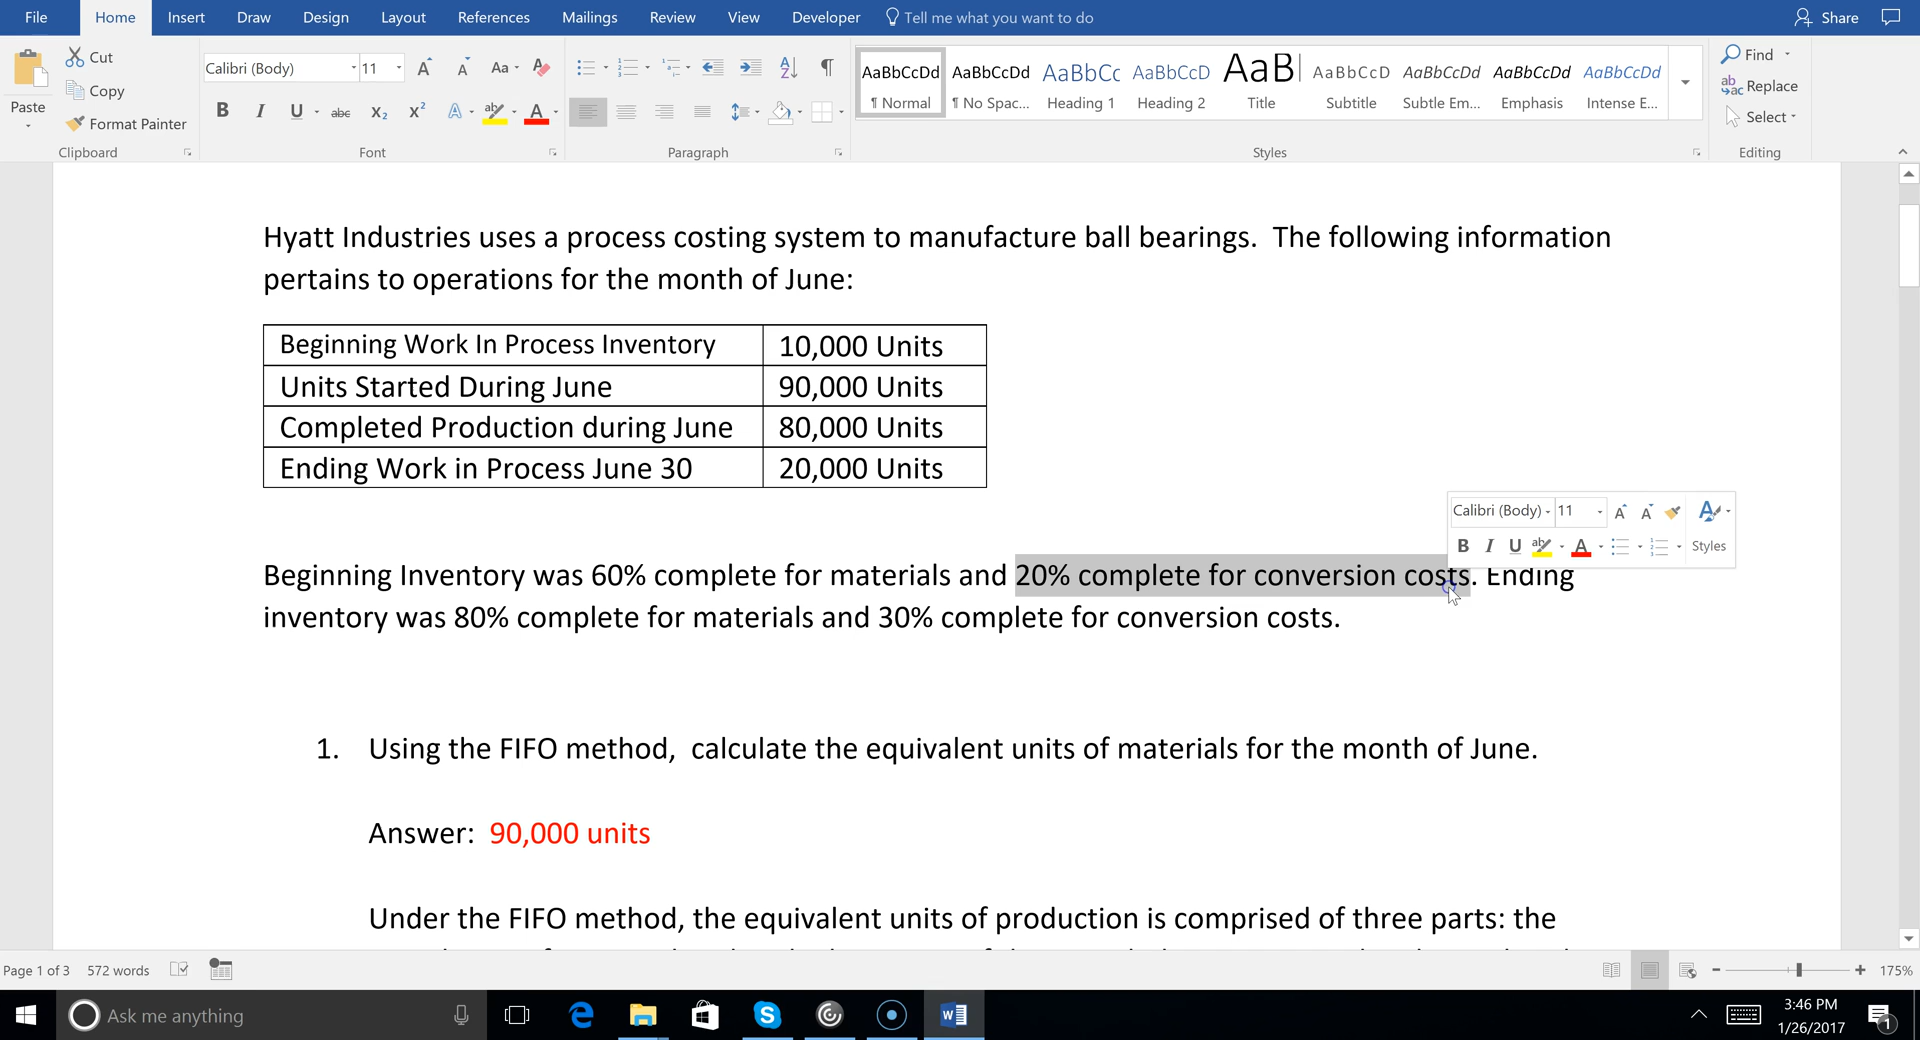 File Home Insert Draw Design Layout References Mailings Review View Developer Tell me what you want to do Share
Paste
Cut
Copy
Format Painter
Clipboard
Calibri (Body) 11 Aa
B I U abc X₂ X² A ab A
Font
Paragraph
AaBbCcDd AaBbCcDd AaBbCc AaBbCcD AaB AaBbCcD AaBbCcDd AaBbCcDd AaBbCcDd
¶ Normal ¶ No Spac... Heading 1 Heading 2 Title Subtitle Subtle Em... Emphasis Intense E...
Styles
Find
Replace
Select
Editing
Hyatt Industries uses a process costing system to manufacture ball bearings. The following information
pertains to operations for the month of June:
Beginning Work In Process Inventory 10,000 Units
Units Started During June 90,000 Units
Completed Production during June 80,000 Units
Ending Work in Process June 30 20,000 Units
Calibri (Body) 11
B I U ab A Styles
Beginning Inventory was 60% complete for materials and 20% complete for conversion costs. Ending
inventory was 80% complete for materials and 30% complete for conversion costs.
1. Using the FIFO method, calculate the equivalent units of materials for the month of June.
Answer: 90,000 units
Under the FIFO method, the equivalent units of production is comprised of three parts: the
Page 1 of 3 572 words 175%
Ask me anything
3:46 PM
1/26/2017
1